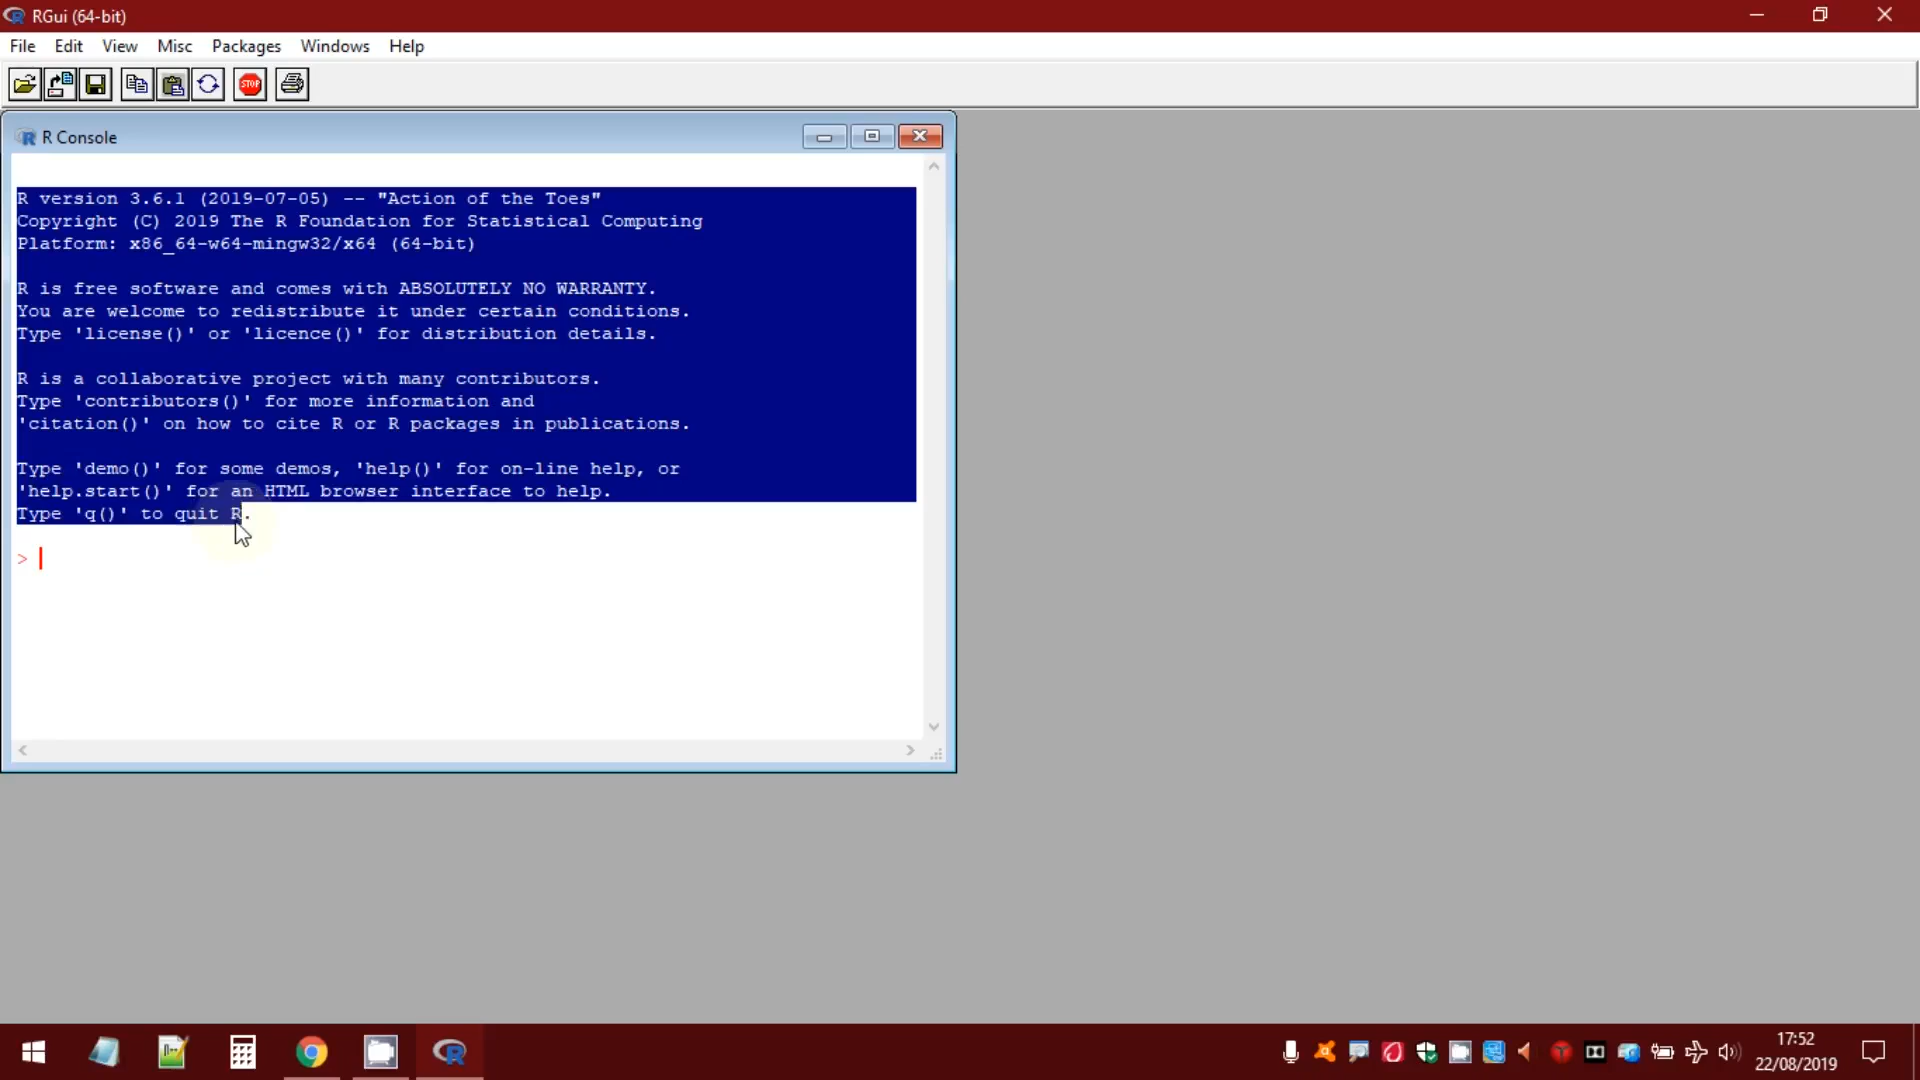 RGui (64-bit)
File Edit View Misc Packages Windows Help
STOP
R Console
R version 3.6.1 (2019-07-05) -- "Action of the Toes"
Copyright (C) 2019 The R Foundation for Statistical Computing
Platform: x86_64-w64-mingw32/x64 (64-bit)
R is free software and comes with ABSOLUTELY NO WARRANTY.
You are welcome to redistribute it under certain conditions.
Type 'license()' or 'licence()' for distribution details.
R is a collaborative project with many contributors.
Type 'contributors()' for more information and
'citation()' on how to cite R or R packages in publications.
Type 'demo()' for some demos, 'help()' for on-line help, or
'help.start()' for an HTML browser interface to help.
Type 'q()' to quit R.
>
17:52
22/08/2019